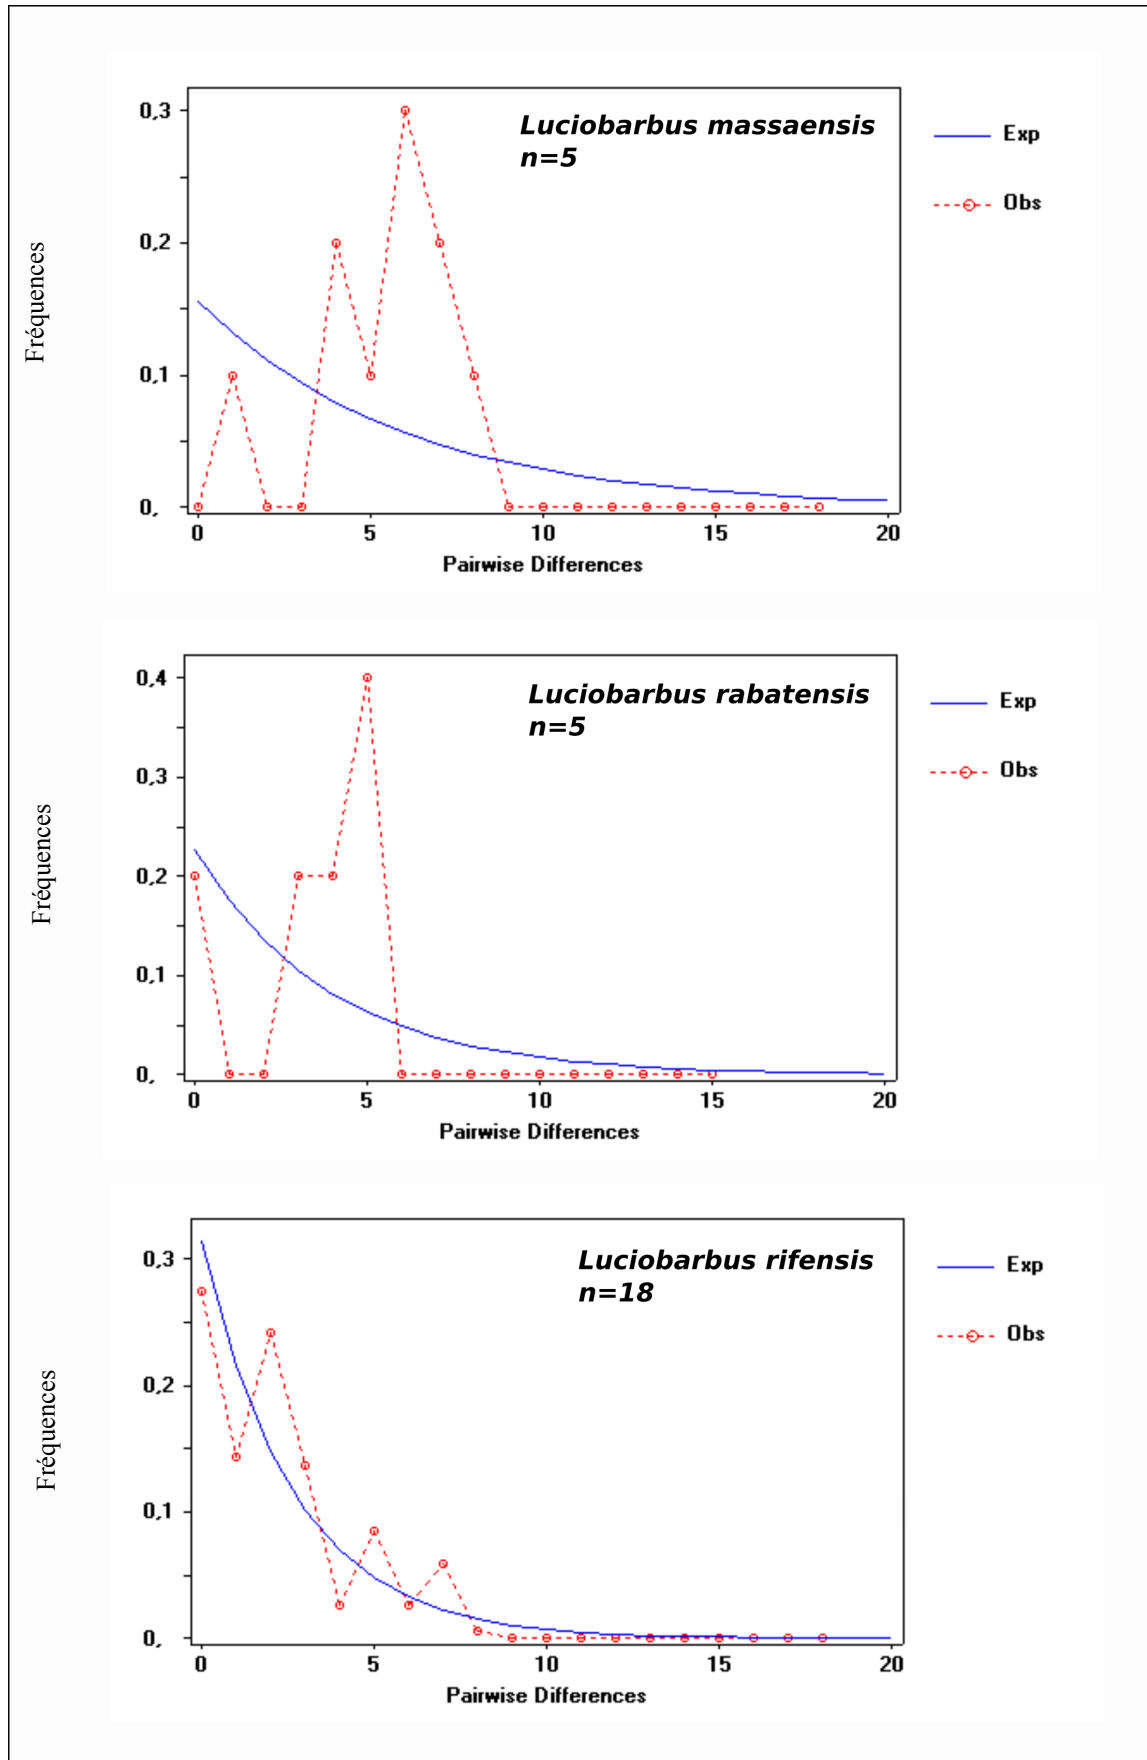 Luciobarbus massaensis
n=5
Exp
Obs
Fréquences
0,3
0,2
0,1
0,
0 5 10 15 20
Pairwise Differences
Luciobarbus rabatensis
n=5
Exp
Obs
Fréquences
0,4
0,3
0,2
0,1
0,
0 5 10 15 20
Pairwise Differences
Luciobarbus rifensis
n=18
Exp
Obs
Fréquences
0,3
0,2
0,1
0,
0 5 10 15 20
Pairwise Differences